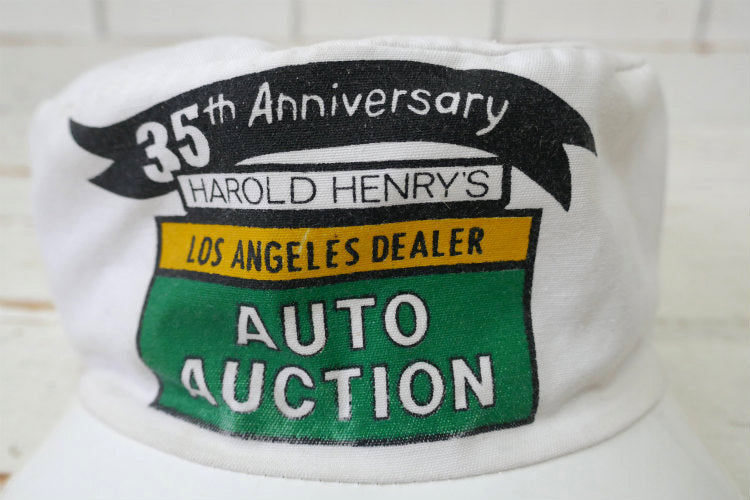 35th Anniversary
HAROLD HENRY'S
LOS ANGELES DEALER
AUTO
AUCTION